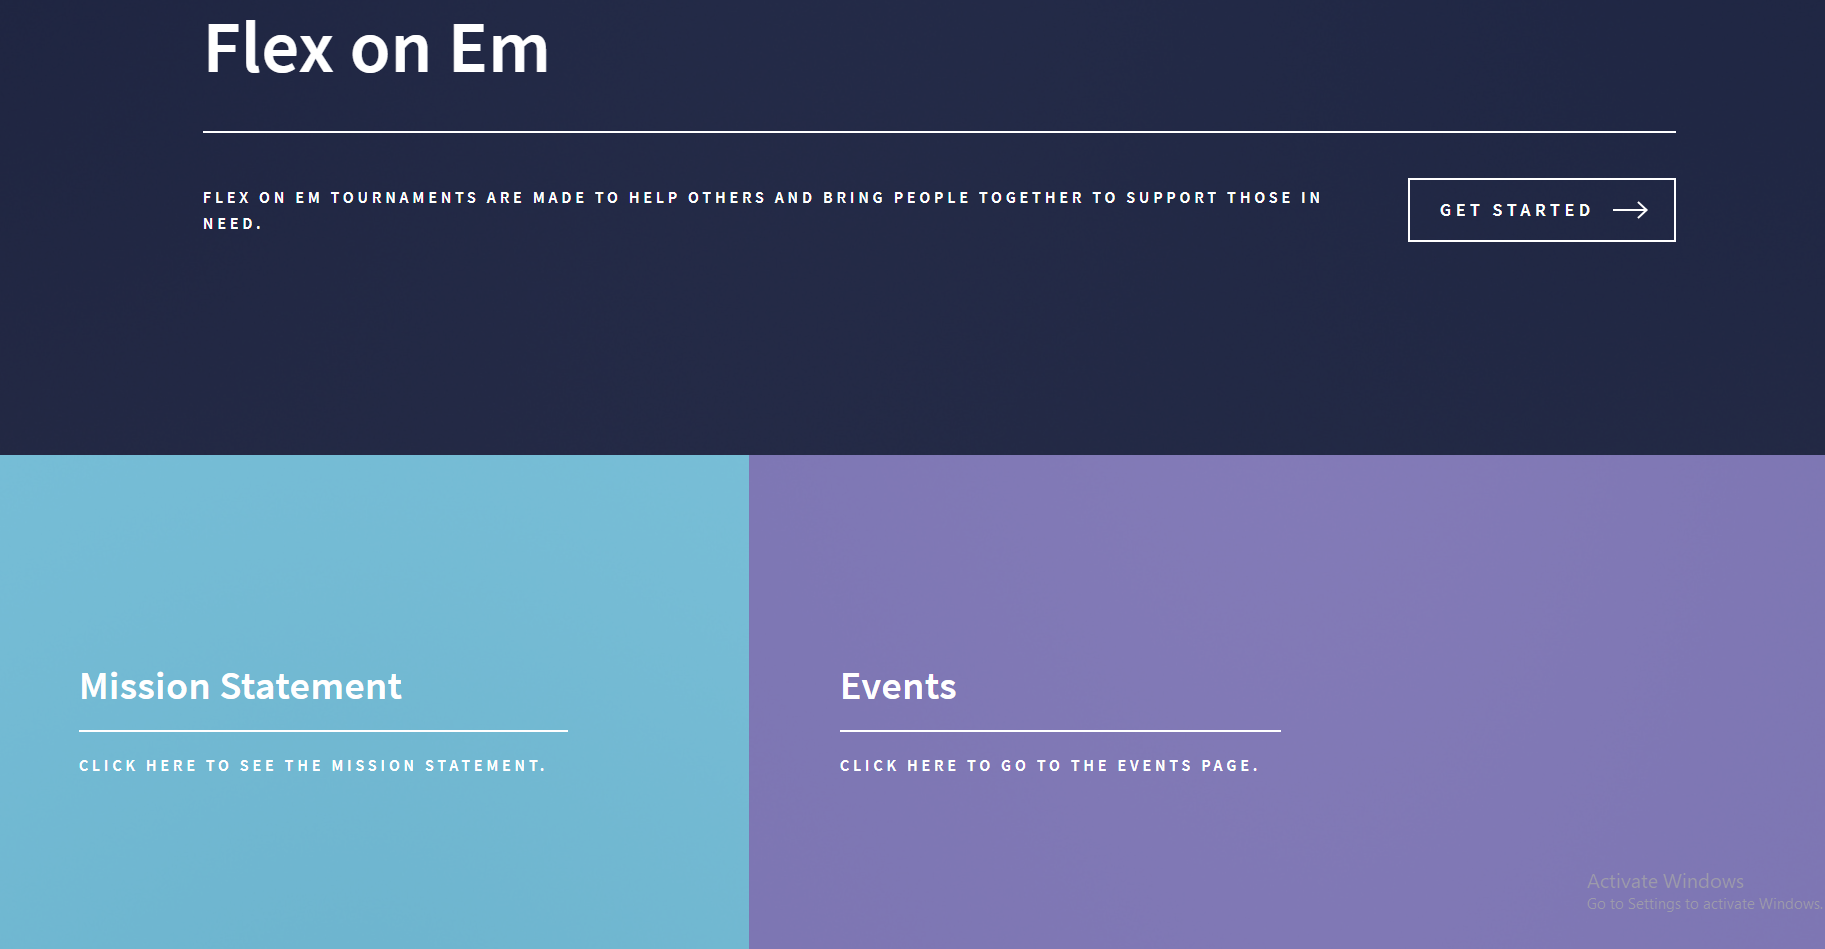 Flex on Em
FLEX ON EM TOURNAMENTS ARE MADE TO HELP OTHERS AND BRING PEOPLE TOGETHER TO SUPPORT THOSE IN
NEED.
GET STARTED
Mission Statement
CLICK HERE TO SEE THE MISSION STATEMENT.
Events
CLICK HERE TO GO TO THE EVENTS PAGE.
Activate Windows
Go to Settings to activate Windows.